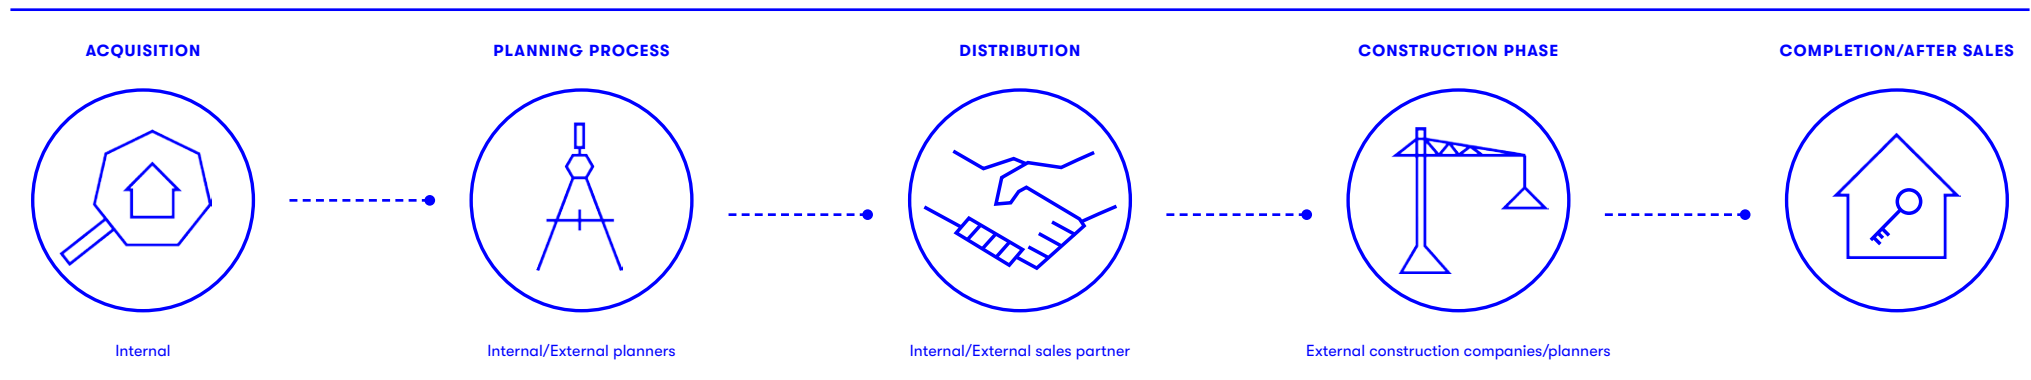 ACQUISITION
PLANNING PROCESS
DISTRIBUTION
CONSTRUCTION PHASE
COMPLETION/AFTER SALES
Internal
Internal/External planners
Internal/External sales partner
External construction companies/planners